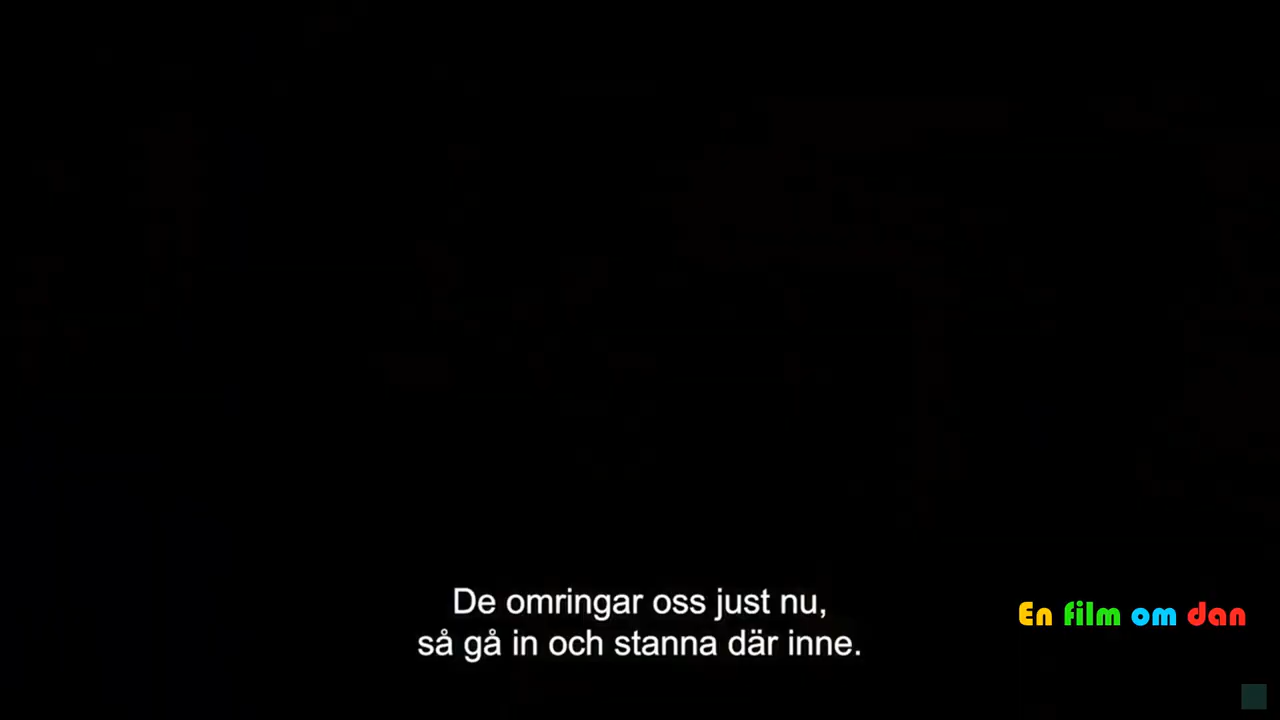 De omringar oss just nu,
så gå in och stanna där inne.
En film om dan